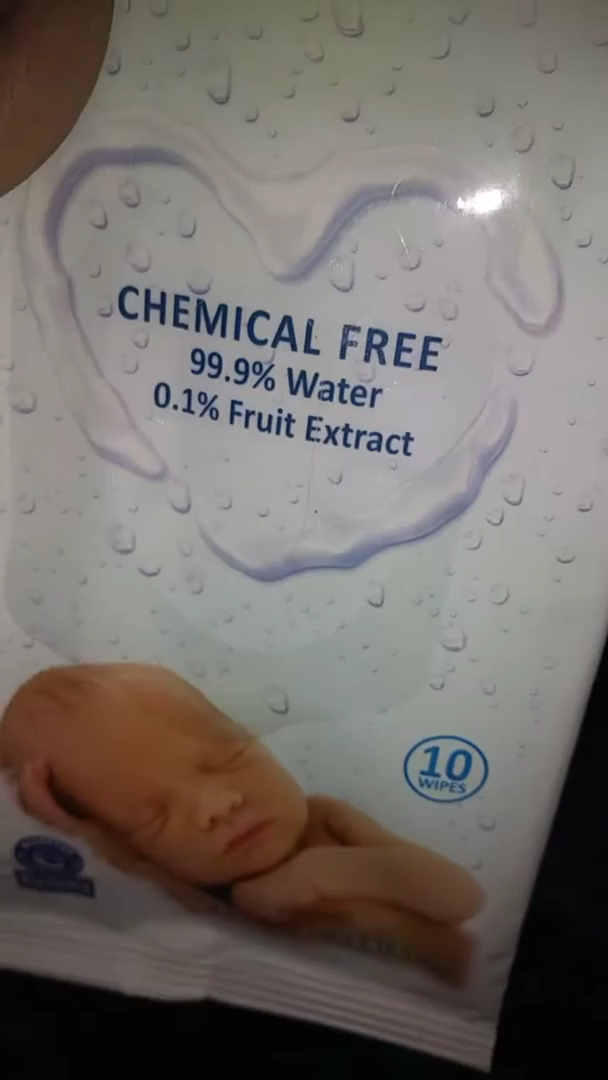 CHEMICAL FREE
99.9% Water
0.1% Fruit Extract
10
WIPES